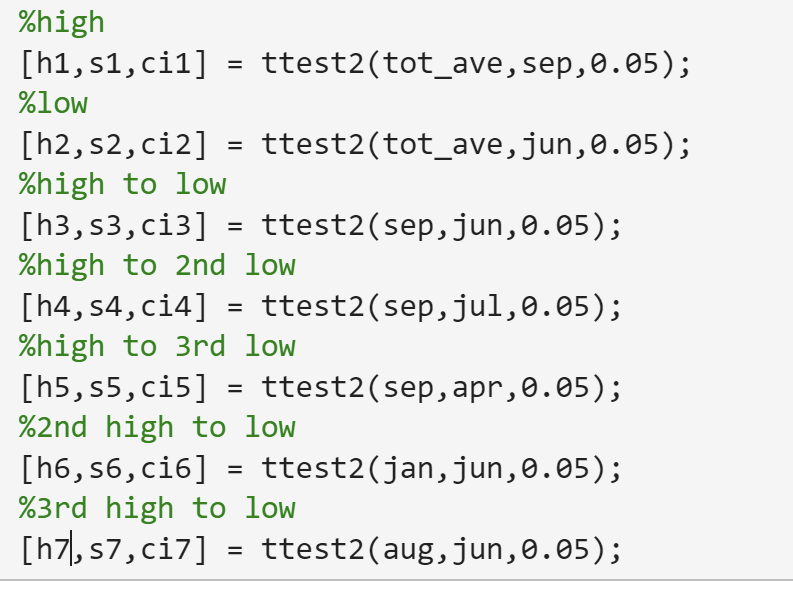 %high
[h1,s1,ci1] = ttest2(tot_ave,sep,0.05);
%low
[h2,s2,ci2] = ttest2(tot_ave,jun,0.05);
%high to low
[h3,s3,ci3] = ttest2(sep,jun,0.05);
%high to 2nd low
[h4,s4,ci4] = ttest2(sep,jul,0.05);
%high to 3rd low
[h5,s5,ci5] = ttest2(sep,apr,0.05);
%2nd high to low
[h6,s6,ci6] = ttest2(jan,jun,0.05);
%3rd high to low
[h7,s7,ci7] = ttest2(aug,jun,0.05);